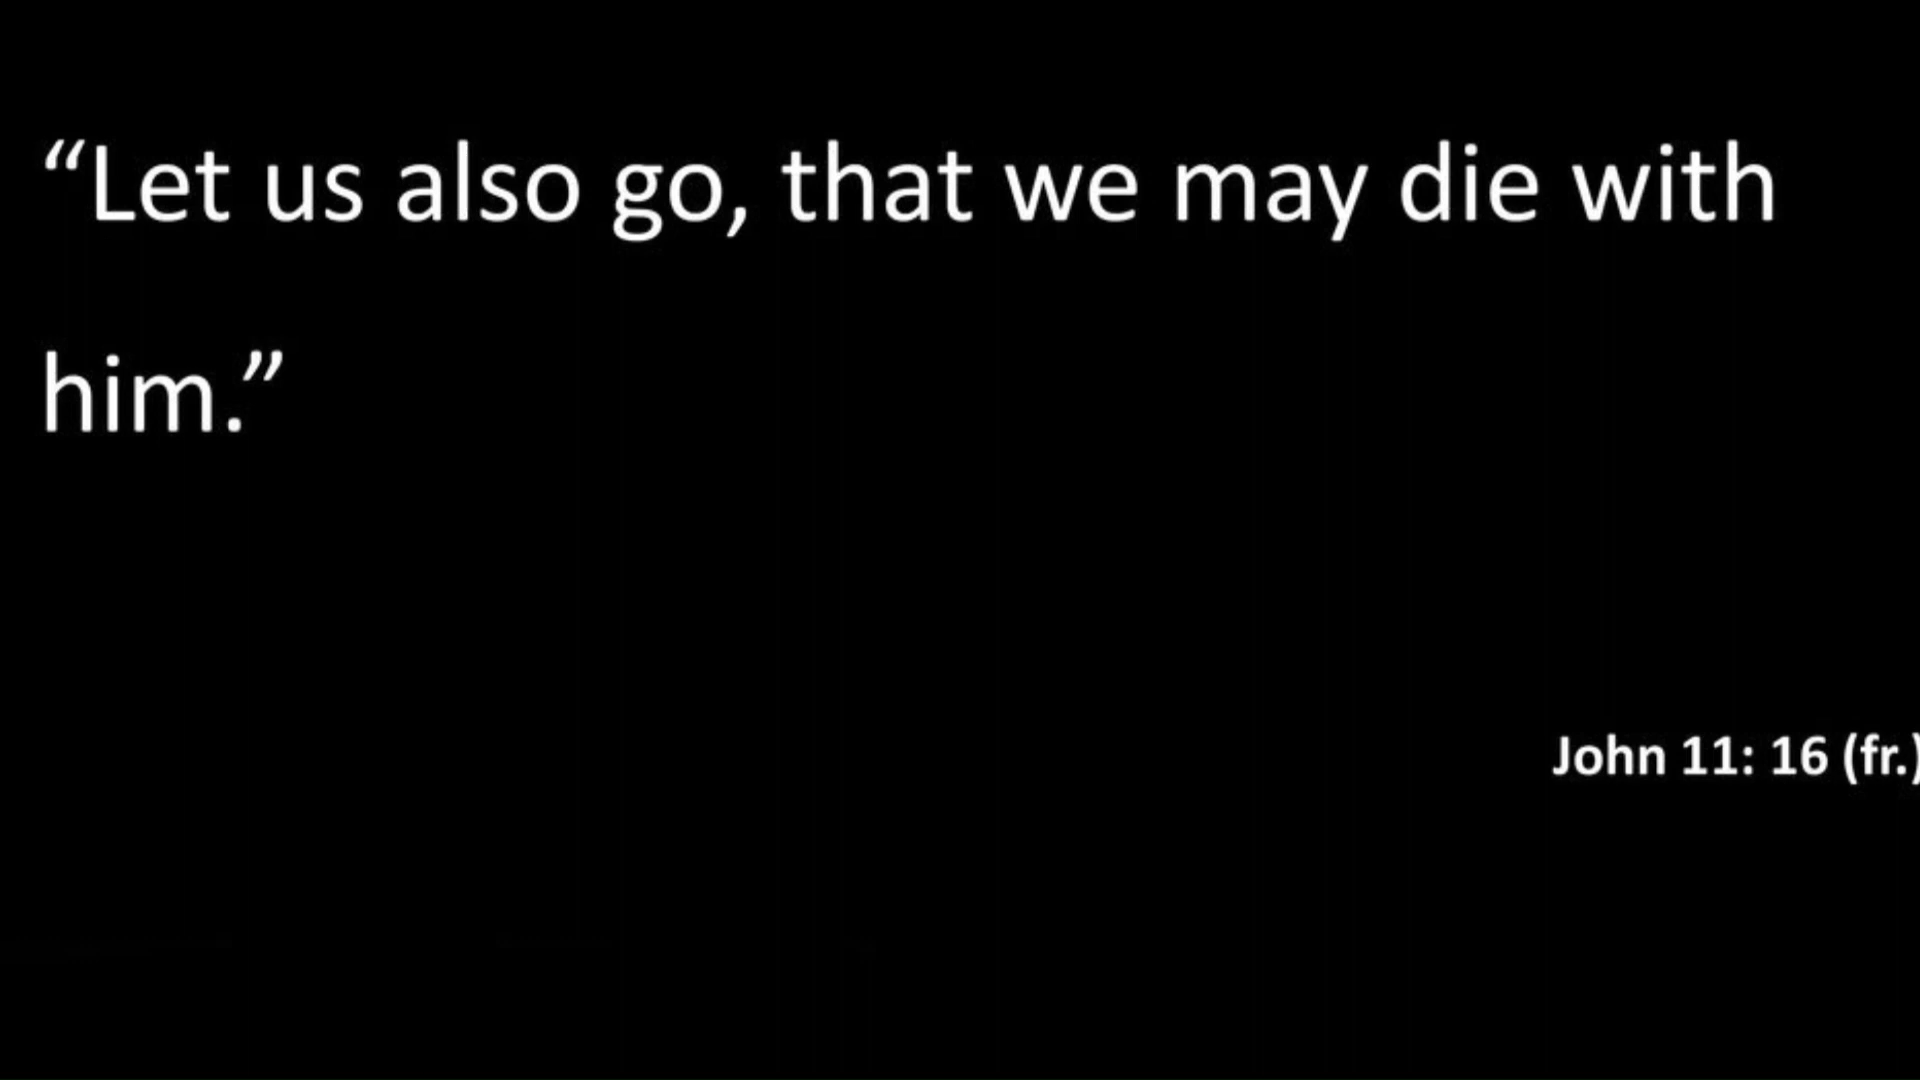 “Let us also go, that we may die with
him.”
John 11: 16 (fr.)